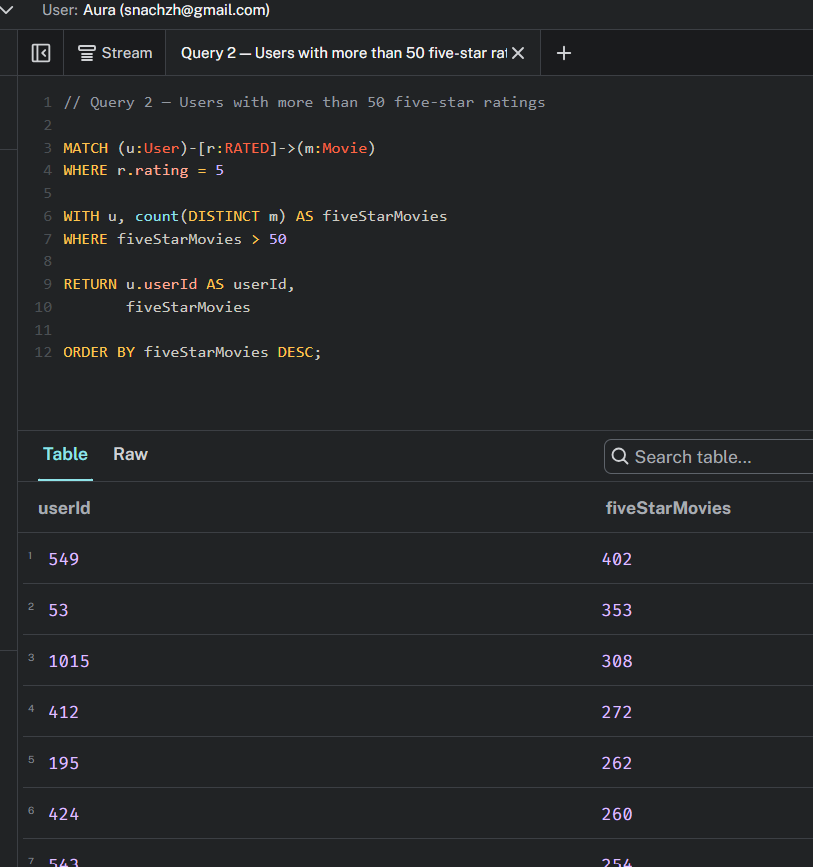 User: Aura (snachzh@gmail.com)
Stream
Query 2 — Users with more than 50 five-star rat
1 // Query 2 — Users with more than 50 five-star ratings
2
3 MATCH (u:User)-[r:RATED]->(m:Movie)
4 WHERE r.rating = 5
5
6 WITH u, count(DISTINCT m) AS fiveStarMovies
7 WHERE fiveStarMovies > 50
8
9 RETURN u.userId AS userId,
10 fiveStarMovies
11
12 ORDER BY fiveStarMovies DESC;
Table Raw Search table...
userId fiveStarMovies
1 549 402
2 53 353
3 1015 308
4 412 272
5 195 262
6 424 260
7 543 254